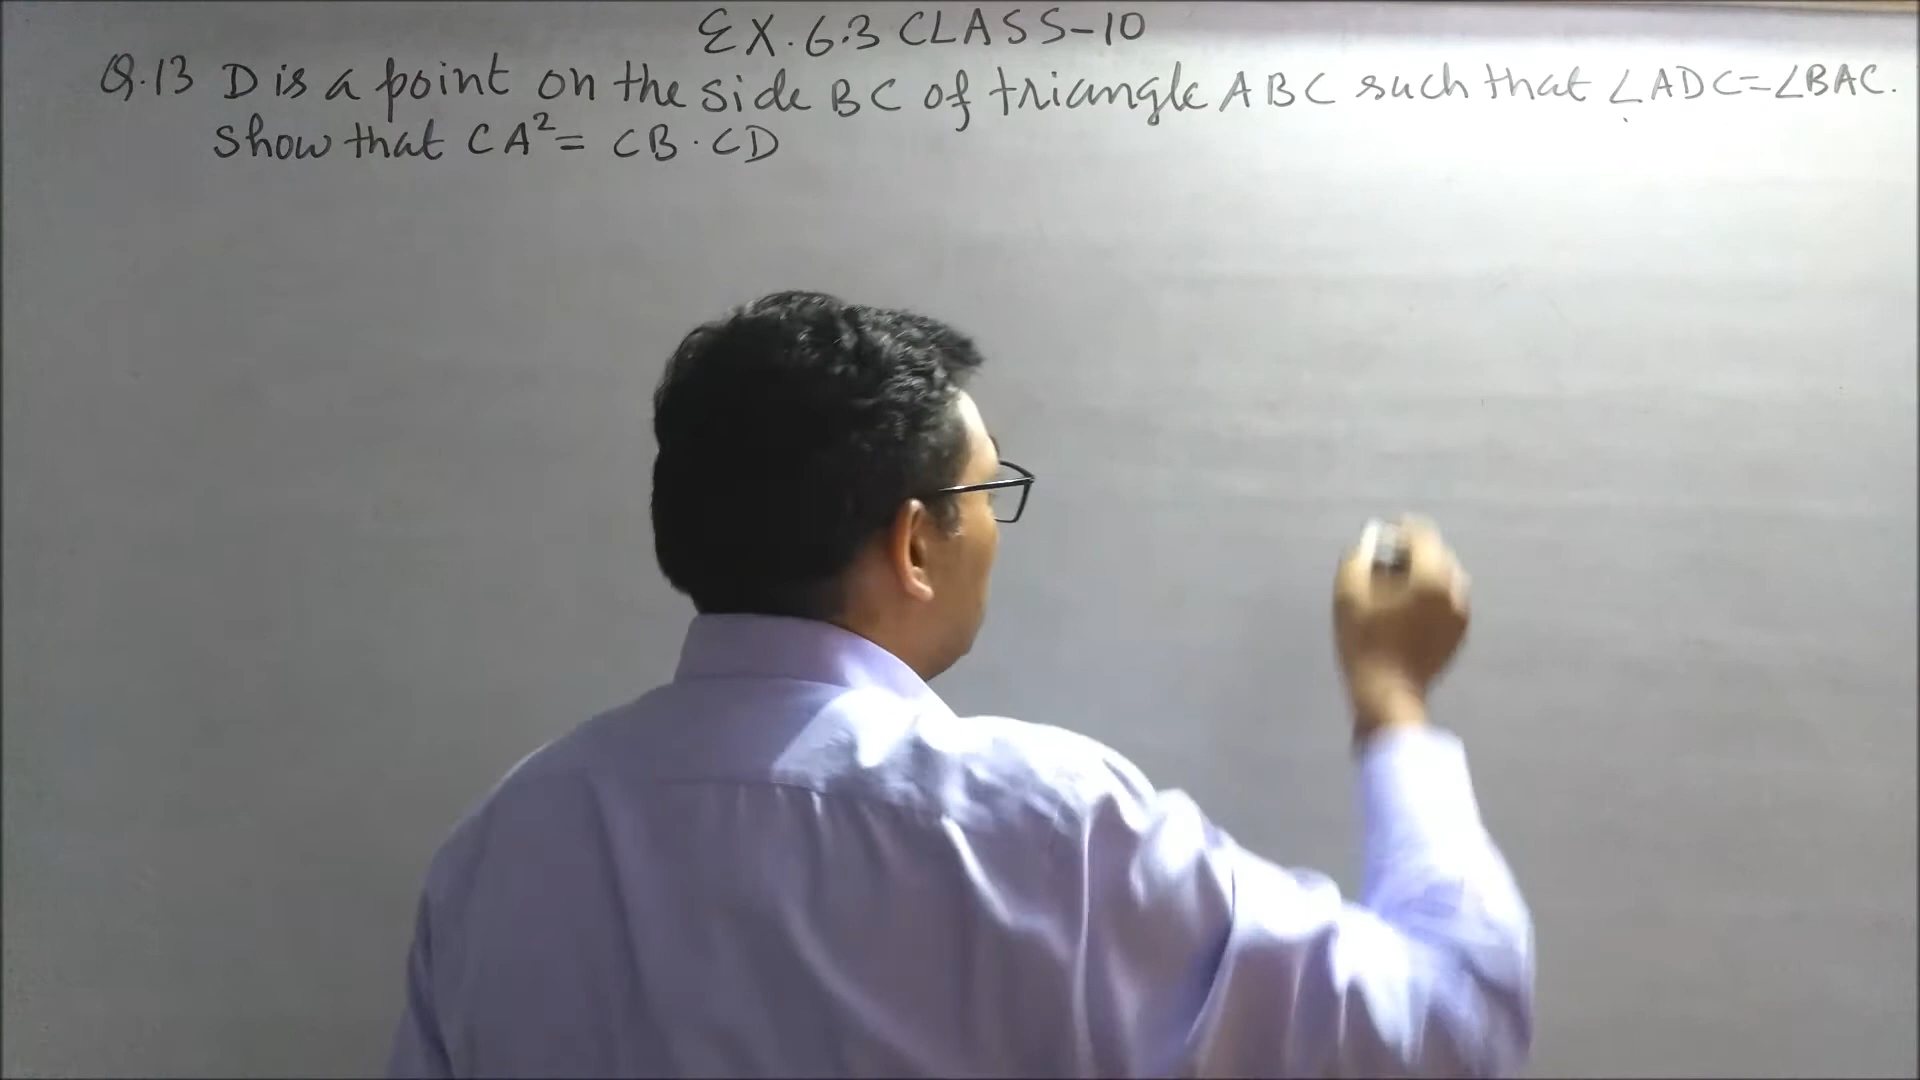 EX. 6.3 CLASS-10
Q.13 D is a point on the side BC of triangle ABC such that ∠ADC=∠BAC.
Show that CA²= CB·CD